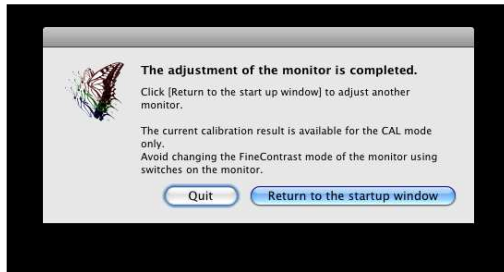 The adjustment of the monitor is completed.
Click [Return to the start up window] to adjust another
monitor.
The current calibration result is available for the CAL mode
only.
Avoid changing the FineContrast mode of the monitor using
switches on the monitor.
Quit
Return to the startup window